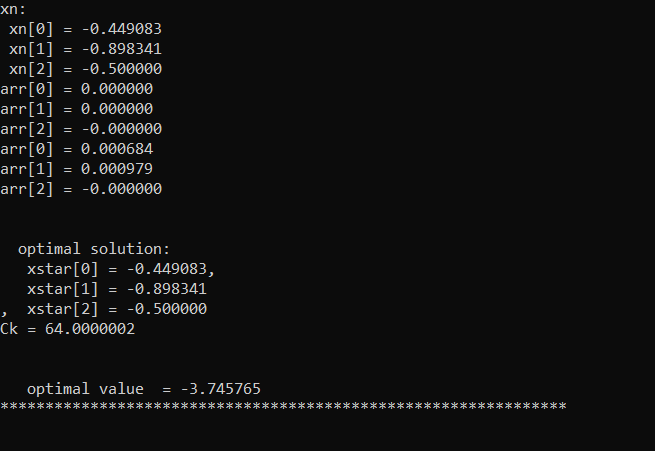 xn:
xn[0] = -0.449083
xn[1] = -0.898341
xn[2] = -0.500000
arr[0] = 0.000000
arr[1] = 0.000000
arr[2] = -0.000000
arr[0] = 0.000684
arr[1] = 0.000979
arr[2] = -0.000000
optimal solution:
xstar[0] = -0.449083,
xstar[1] = -0.898341
,  xstar[2] = -0.500000
Ck = 64.0000002
optimal value  = -3.745765
***************************************************************